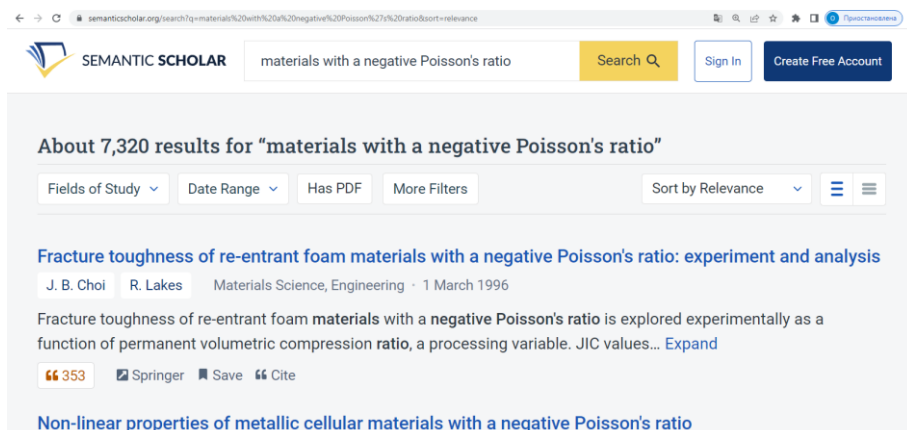 semanticscholar.org/search?q=materials%20with%20a%20negative%20Poisson%27s%20ratio&sort=relevance
Приостановлена
SEMANTIC SCHOLAR
materials with a negative Poisson's ratio
Search
Sign In
Create Free Account
About 7,320 results for “materials with a negative Poisson's ratio”
Fields of Study
Date Range
Has PDF
More Filters
Sort by Relevance
Fracture toughness of re-entrant foam materials with a negative Poisson's ratio: experiment and analysis
J. B. Choi R. Lakes Materials Science, Engineering · 1 March 1996
Fracture toughness of re-entrant foam materials with a negative Poisson's ratio is explored experimentally as a
function of permanent volumetric compression ratio, a processing variable. JIC values… Expand
353 Springer Save Cite
Non-linear properties of metallic cellular materials with a negative Poisson's ratio